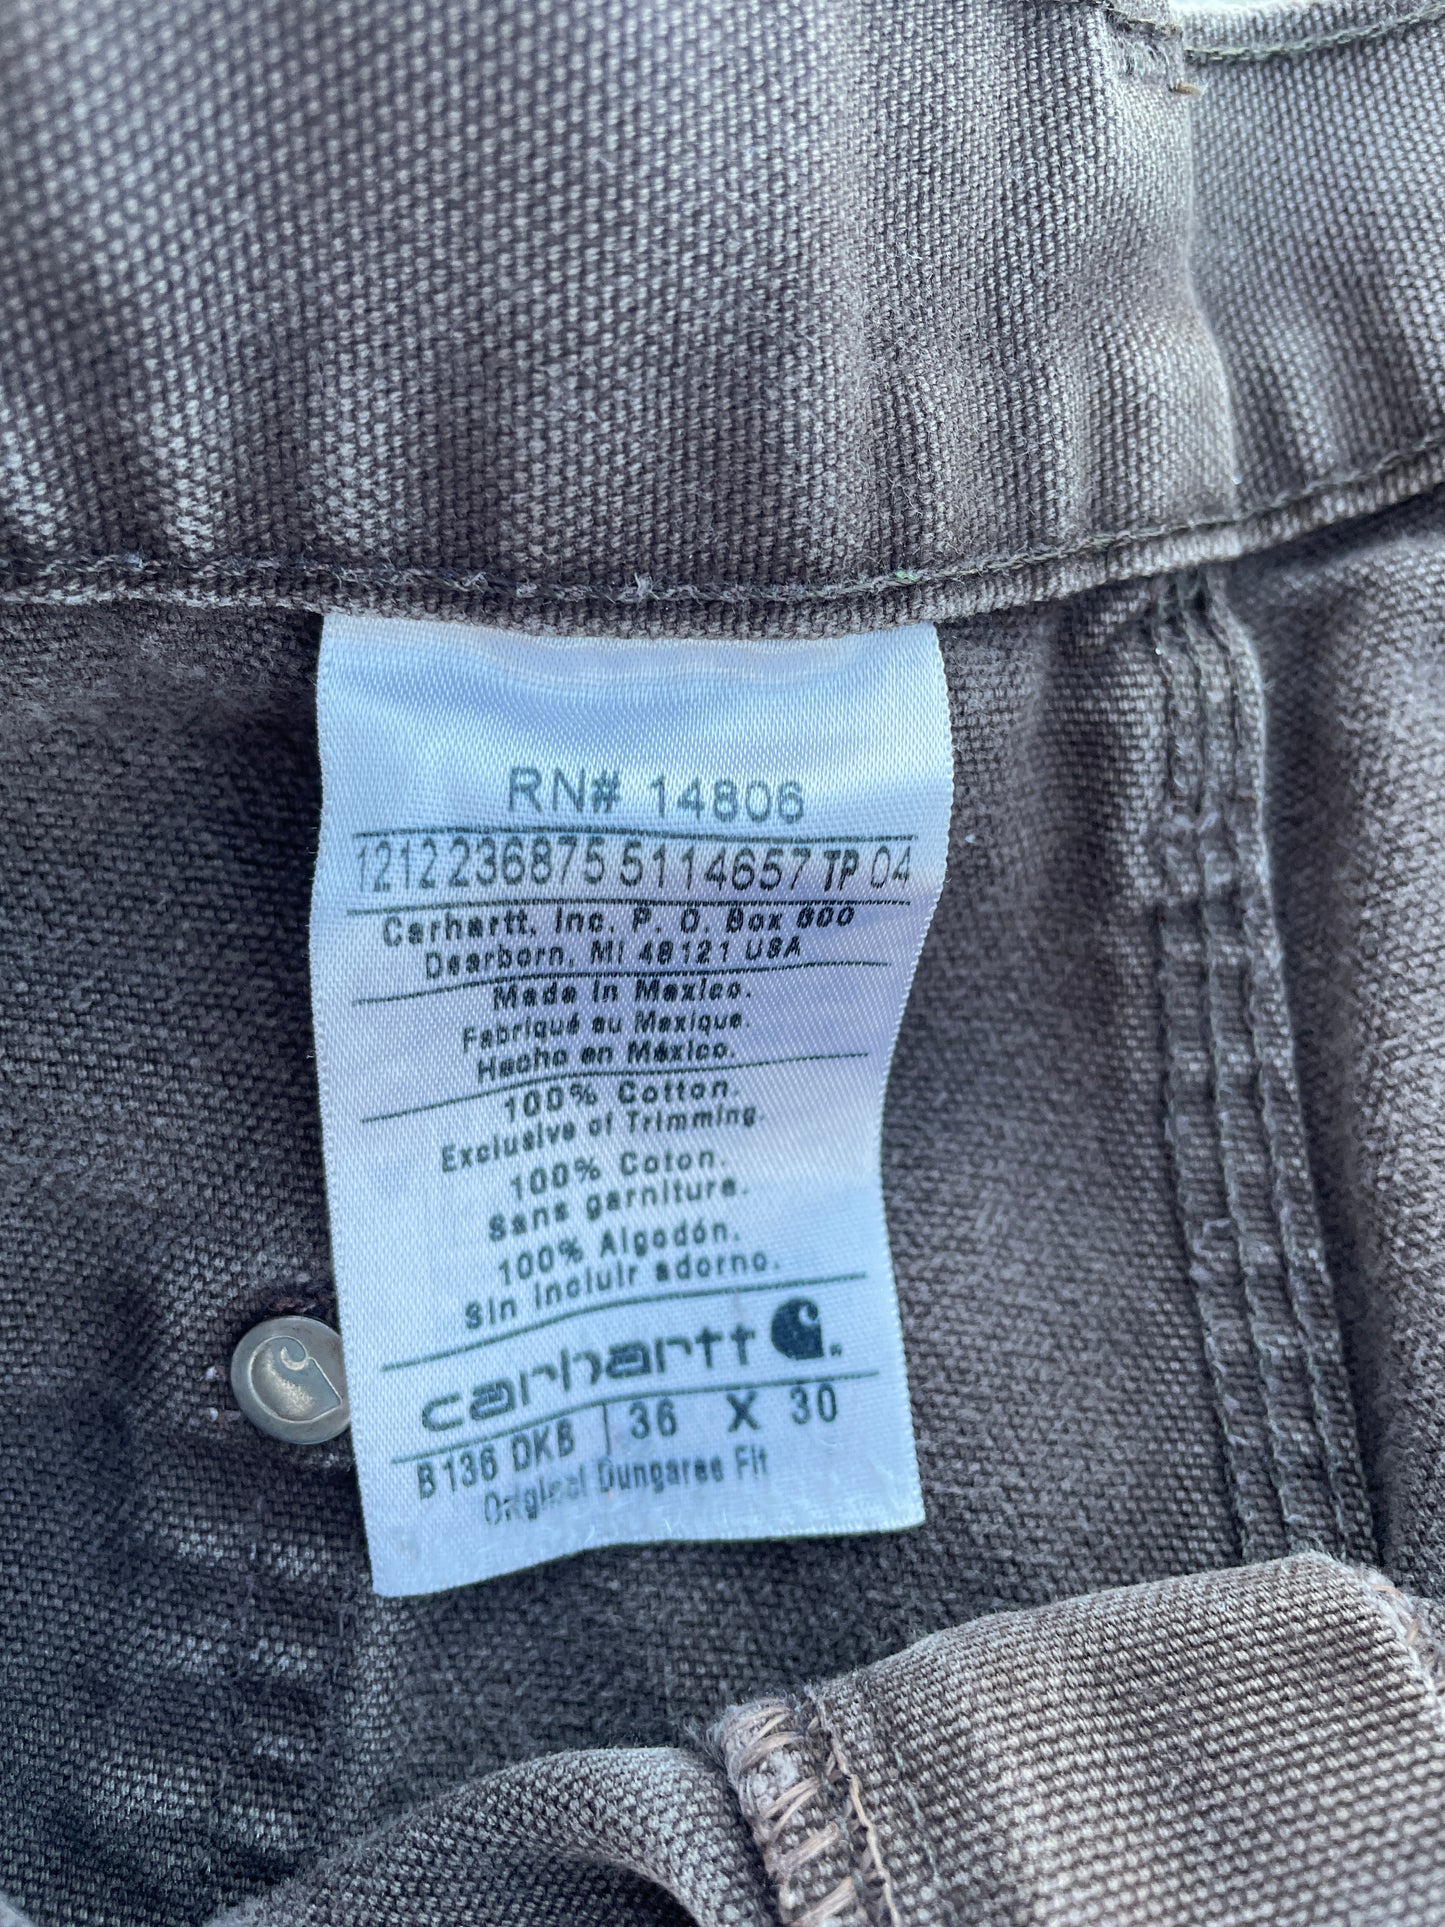 RN# 14806
1212 236875 5114657 TP 04
Carhartt, Inc. P. O. Box 600
Dearborn, MI 48121 USA
Made in Mexico.
Fabriqué au Mexique.
Hecho en México.
100% Cotton.
Exclusive of Trimming.
100% Coton.
Sans garniture.
100% Algodón.
Sin incluir adorno.
carhartt
B136 DKB 36 X 30
Original Dungaree Fit